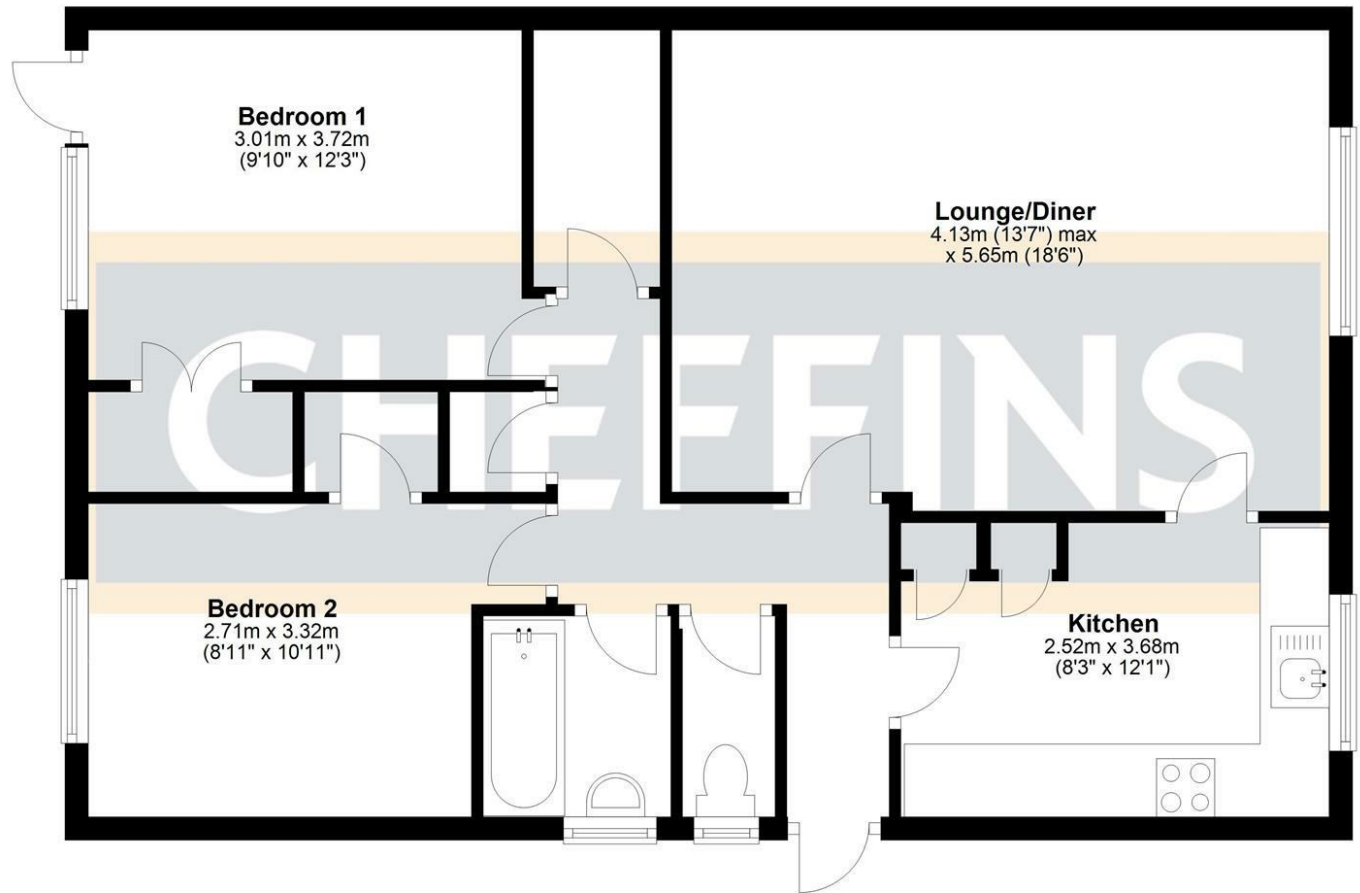 Bedroom 1
3.01m x 3.72m
(9'10" x 12'3")
Lounge/Diner
4.13m (13'7") max
x 5.65m (18'6")
CHEFFINS
Bedroom 2
2.71m x 3.32m
(8'11" x 10'11")
Kitchen
2.52m x 3.68m
(8'3" x 12'1")